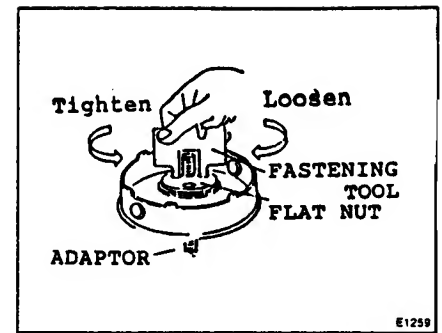 Tighten
Loosen
FASTENING
TOOL
FLAT NUT
ADAPTOR
E1259